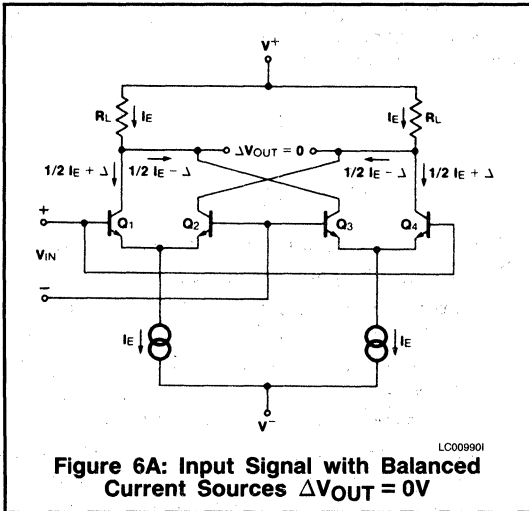 V+
RL IE IE RL
ΔVOUT = 0
1/2 IE + Δ 1/2 IE − Δ 1/2 IE − Δ 1/2 IE + Δ
+
Q1 Q2 Q3 Q4
VIN
−
IE IE
V−
LC00990I
Figure 6A: Input Signal with Balanced
Current Sources ΔVOUT = 0V